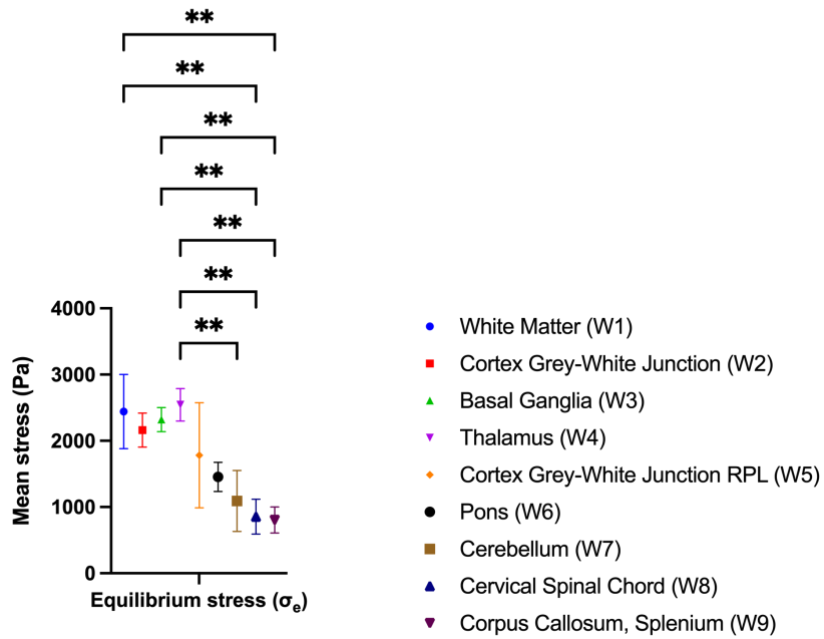 **
**
**
**
**
**
**
4000
3000
2000
1000
0
Mean stress (Pa)
Equilibrium stress (σe)
White Matter (W1)
Cortex Grey-White Junction (W2)
Basal Ganglia (W3)
Thalamus (W4)
Cortex Grey-White Junction RPL (W5)
Pons (W6)
Cerebellum (W7)
Cervical Spinal Chord (W8)
Corpus Callosum, Splenium (W9)